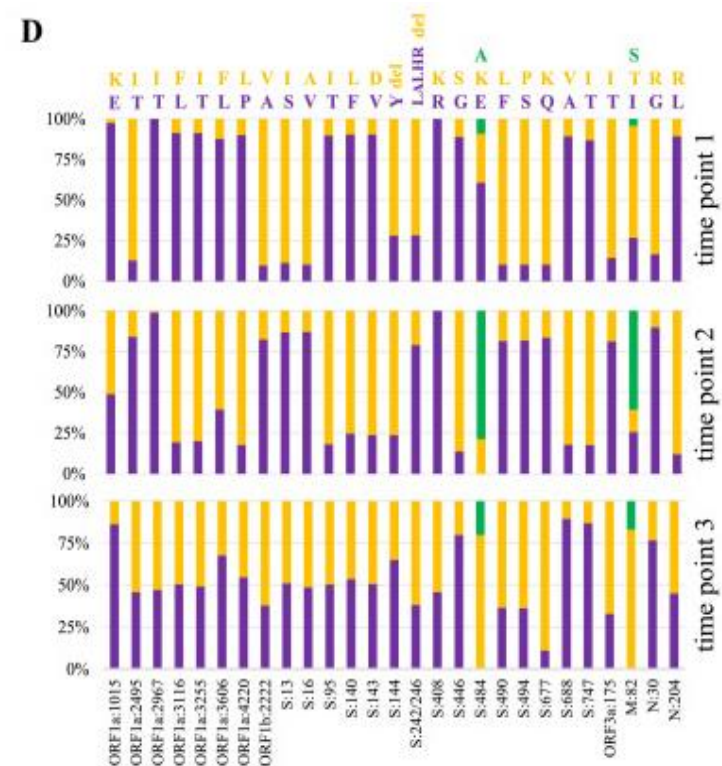 D
A S
K I I F I F L V I A I L D del del K S K L P K V I I T R R
E T T L T L P A S V T F V Y LALHR R G E F S Q A T T I G L
100%
75%
50%
25%
0%
time point 1
100%
75%
50%
25%
0%
time point 2
100%
75%
50%
25%
0%
time point 3
ORF1a:1015
ORF1a:2495
ORF1a:2967
ORF1a:3116
ORF1a:3255
ORF1a:3606
ORF1a:4220
ORF1b:2222
S:13
S:16
S:95
S:140
S:143
S:144
S:242/246
S:408
S:446
S:484
S:490
S:494
S:677
S:688
S:747
ORF3a:175
M:82
N:30
N:204